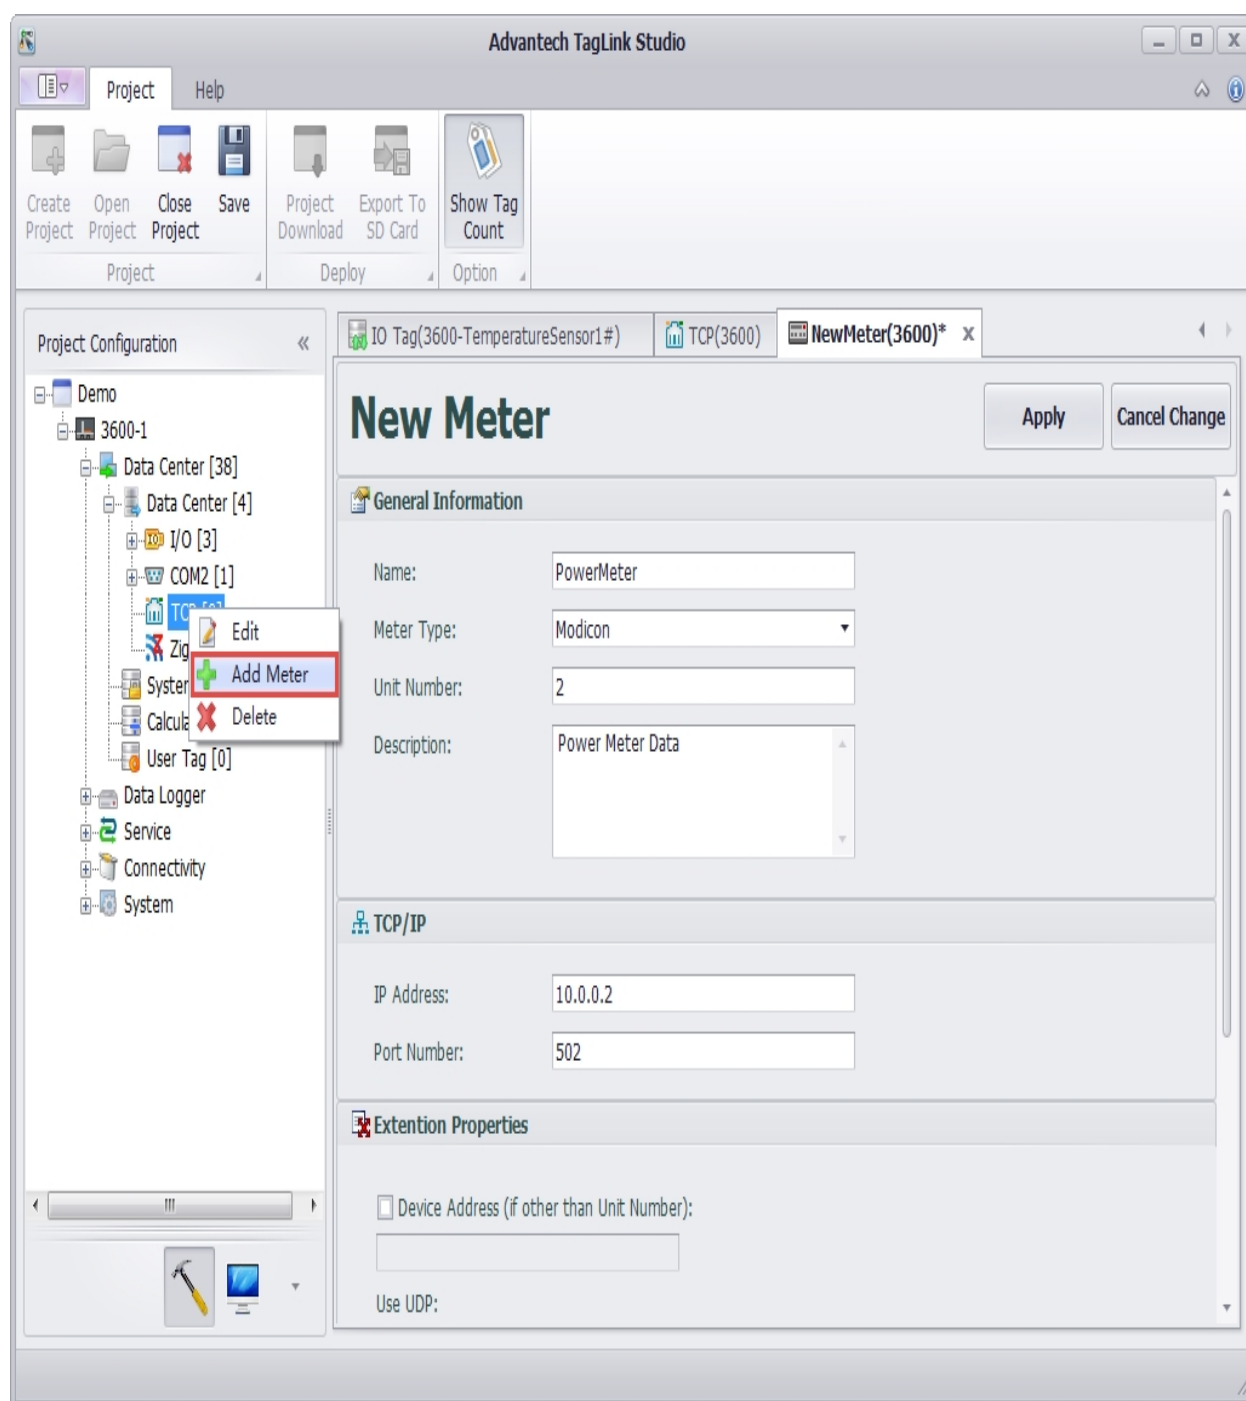 Advantech TagLink Studio
Project Help
Create Project
Open Project
Close Project
Save
Project Download
Export To SD Card
Show Tag Count
Project Deploy Option
Project Configuration
Demo
3600-1
Data Center [38]
Data Center [4]
I/O [3]
COM2 [1]
TCP
Edit
Add Meter
Delete
User Tag [0]
Data Logger
Service
Connectivity
System
IO Tag(3600-TemperatureSensor1#) TCP(3600) NewMeter(3600)* x
New Meter
Apply Cancel Change
General Information
Name: PowerMeter
Meter Type: Modicon
Unit Number: 2
Description: Power Meter Data
TCP/IP
IP Address: 10.0.0.2
Port Number: 502
Extention Properties
Device Address (if other than Unit Number):
Use UDP: